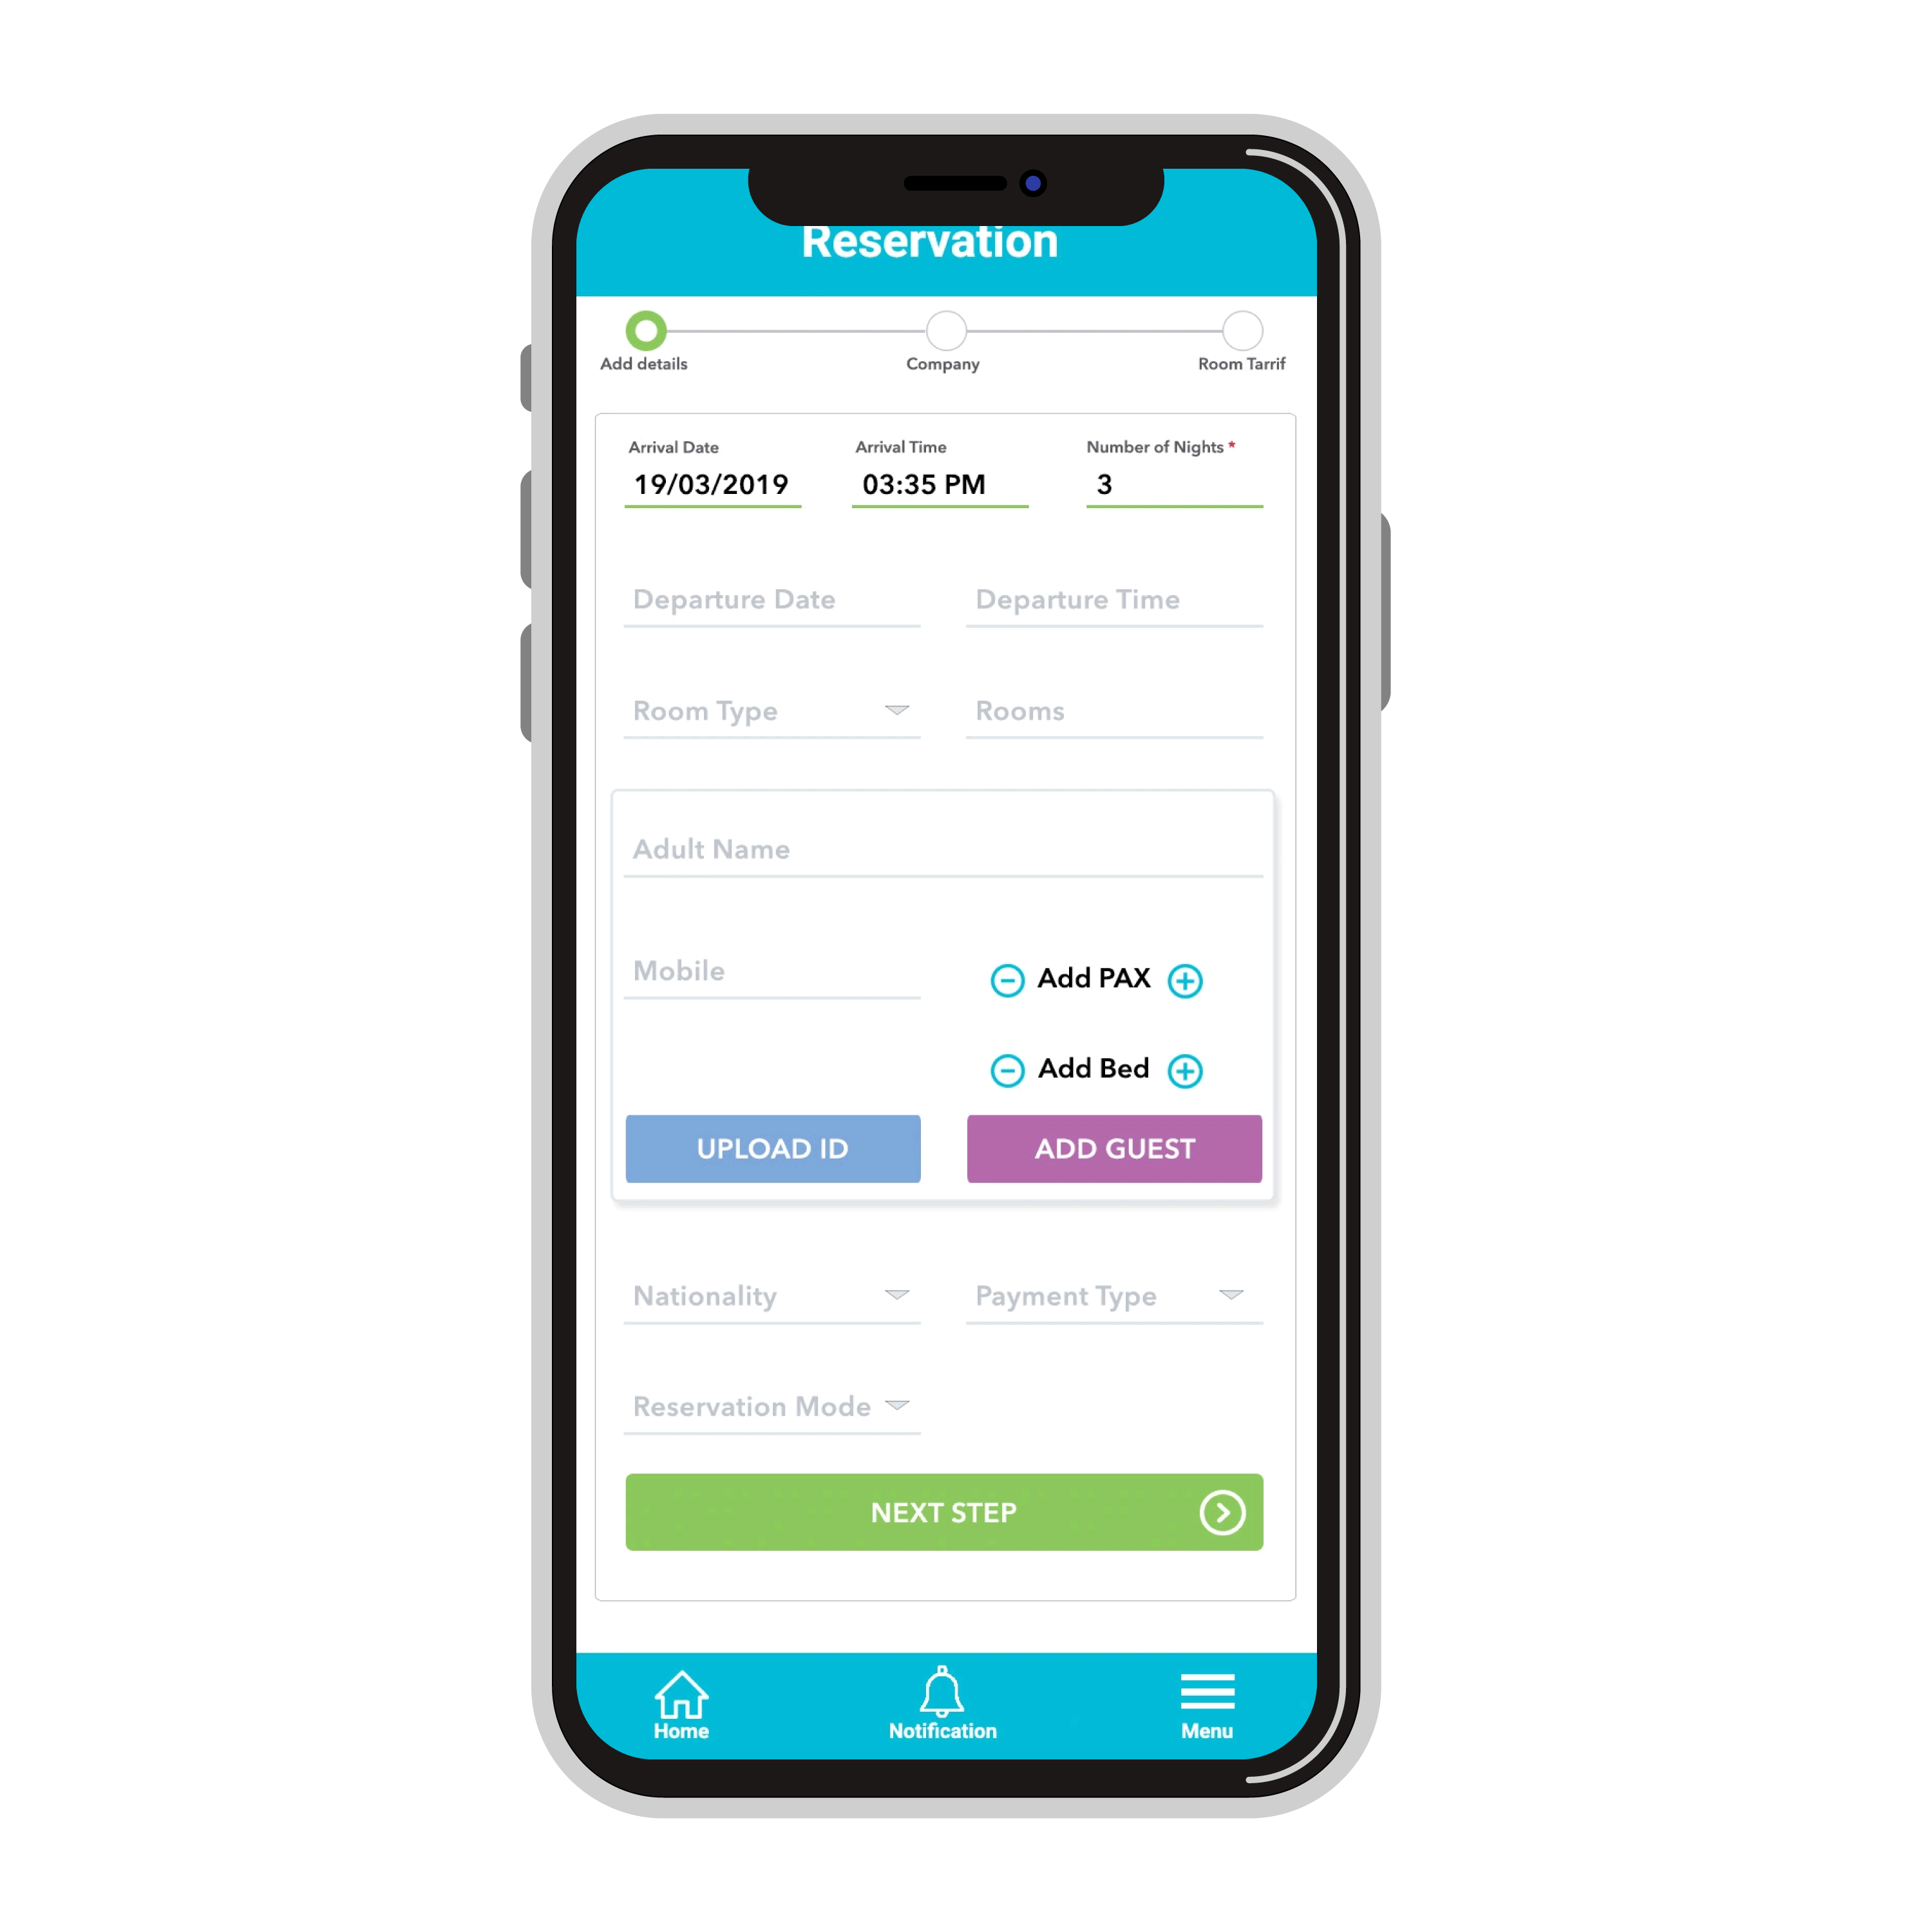 Reservation
Add details Company Room Tarrif
Arrival Date Arrival Time Number of Nights *
19/03/2019 03:35 PM 3
Departure Date Departure Time
Room Type Rooms
Adult Name
Mobile Add PAX
Add Bed
UPLOAD ID ADD GUEST
Nationality Payment Type
Reservation Mode
NEXT STEP
Home Notification Menu